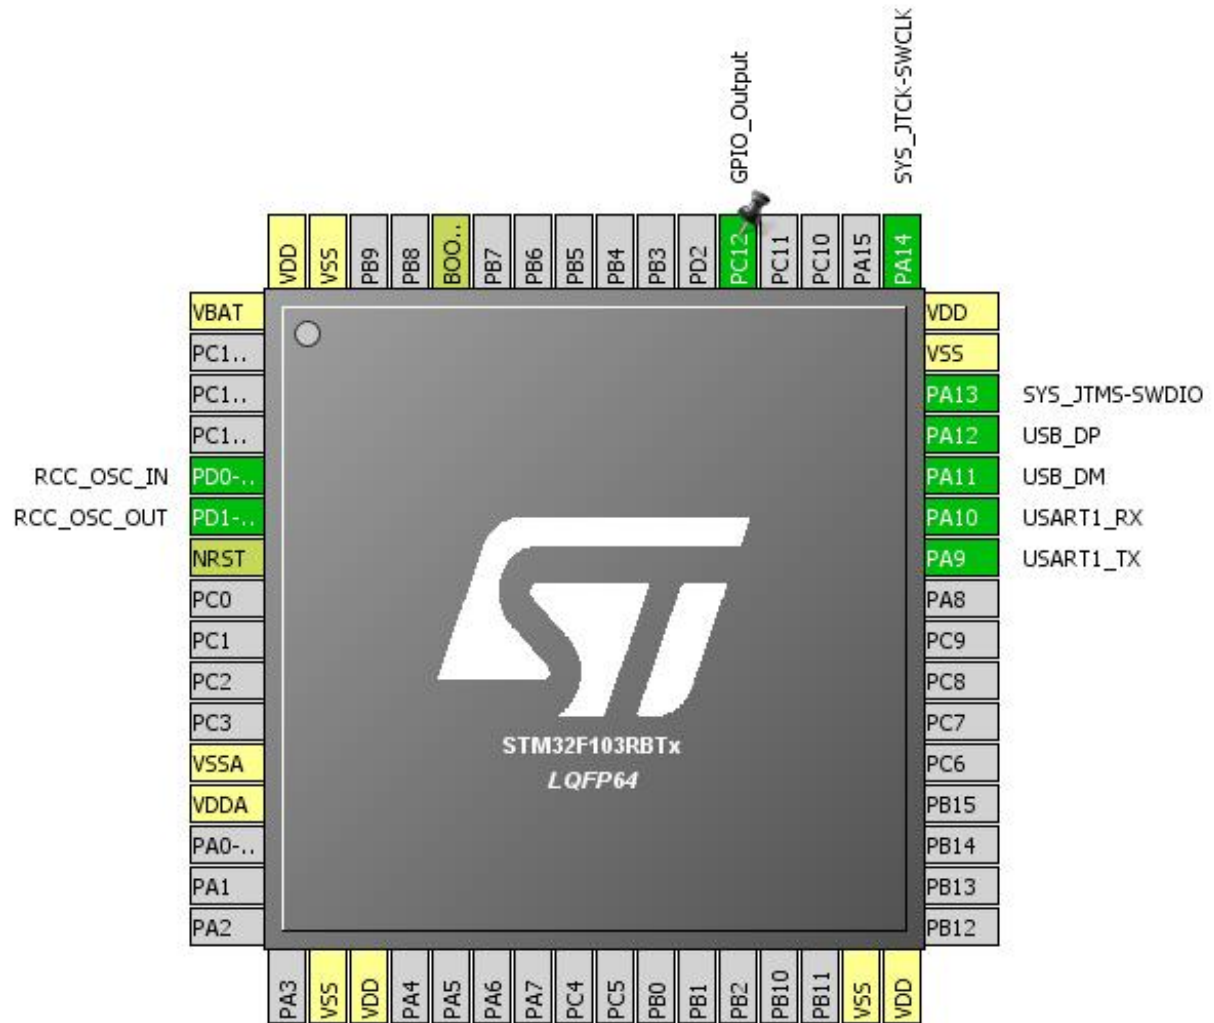 GPIO_Output
SYS_JTCK-SWCLK
VDD
VSS
PB9
PB8
BOO..
PB7
PB6
PB5
PB4
PB3
PD2
PC12
PC11
PC10
PA15
PA14
VBAT
PC1..
PC1..
PC1..
RCC_OSC_IN PD0-..
RCC_OSC_OUT PD1-..
NRST
PC0
PC1
PC2
PC3
VSSA
VDDA
PA0-..
PA1
PA2
VDD
VSS
PA13 SYS_JTMS-SWDIO
PA12 USB_DP
PA11 USB_DM
PA10 USART1_RX
PA9 USART1_TX
PA8
PC9
PC8
PC7
PC6
PB15
PB14
PB13
PB12
ST
STM32F103RBTx
LQFP64
PA3
VSS
VDD
PA4
PA5
PA6
PA7
PC4
PC5
PB0
PB1
PB2
PB10
PB11
VSS
VDD